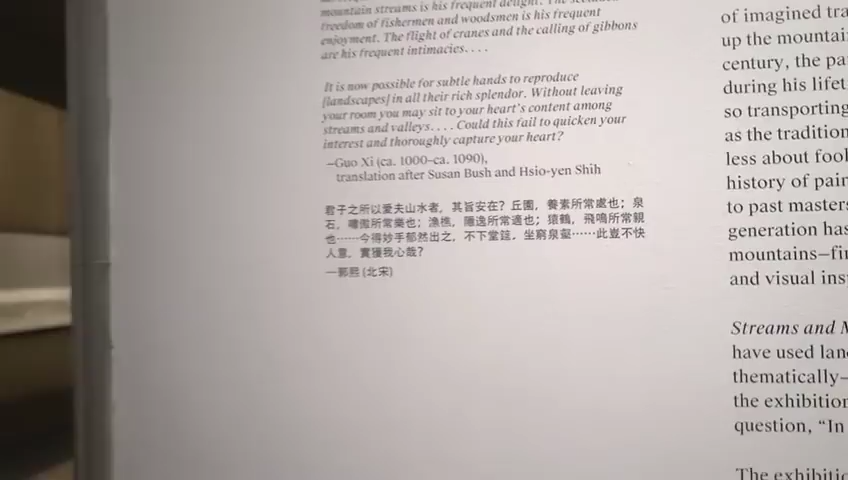 mountain streams is his frequent delight. The secluded
freedom of fishermen and woodsmen is his frequent
enjoyment. The flight of cranes and the calling of gibbons
are his frequent intimacies. . . .
It is now possible for subtle hands to reproduce
[landscapes] in all their rich splendor. Without leaving
your room you may sit to your heart's content among
streams and valleys. . . . Could this fail to quicken your
interest and thoroughly capture your heart?
—Guo Xi (ca. 1000–ca. 1090),
translation after Susan Bush and Hsio-yen Shih
君子之所以愛夫山水者，其旨安在？丘園，養素所常處也；泉
石，嘯傲所常樂也；漁樵，隱逸所常適也；猿鶴，飛鳴所常親
也……今得妙手郁然出之，不下堂筵，坐窮泉壑……此豈不快
人意，實獲我心哉？
—郭熙 (北宋)
of imagined tra
up the mountai
century, the pa
during his lifet
so transporting
as the tradition
less about fool
history of pain
to past masters
generation has
mountains—fin
and visual ins
Streams and M
have used lan
thematically—
the exhibition
question, “In
The exhibitio